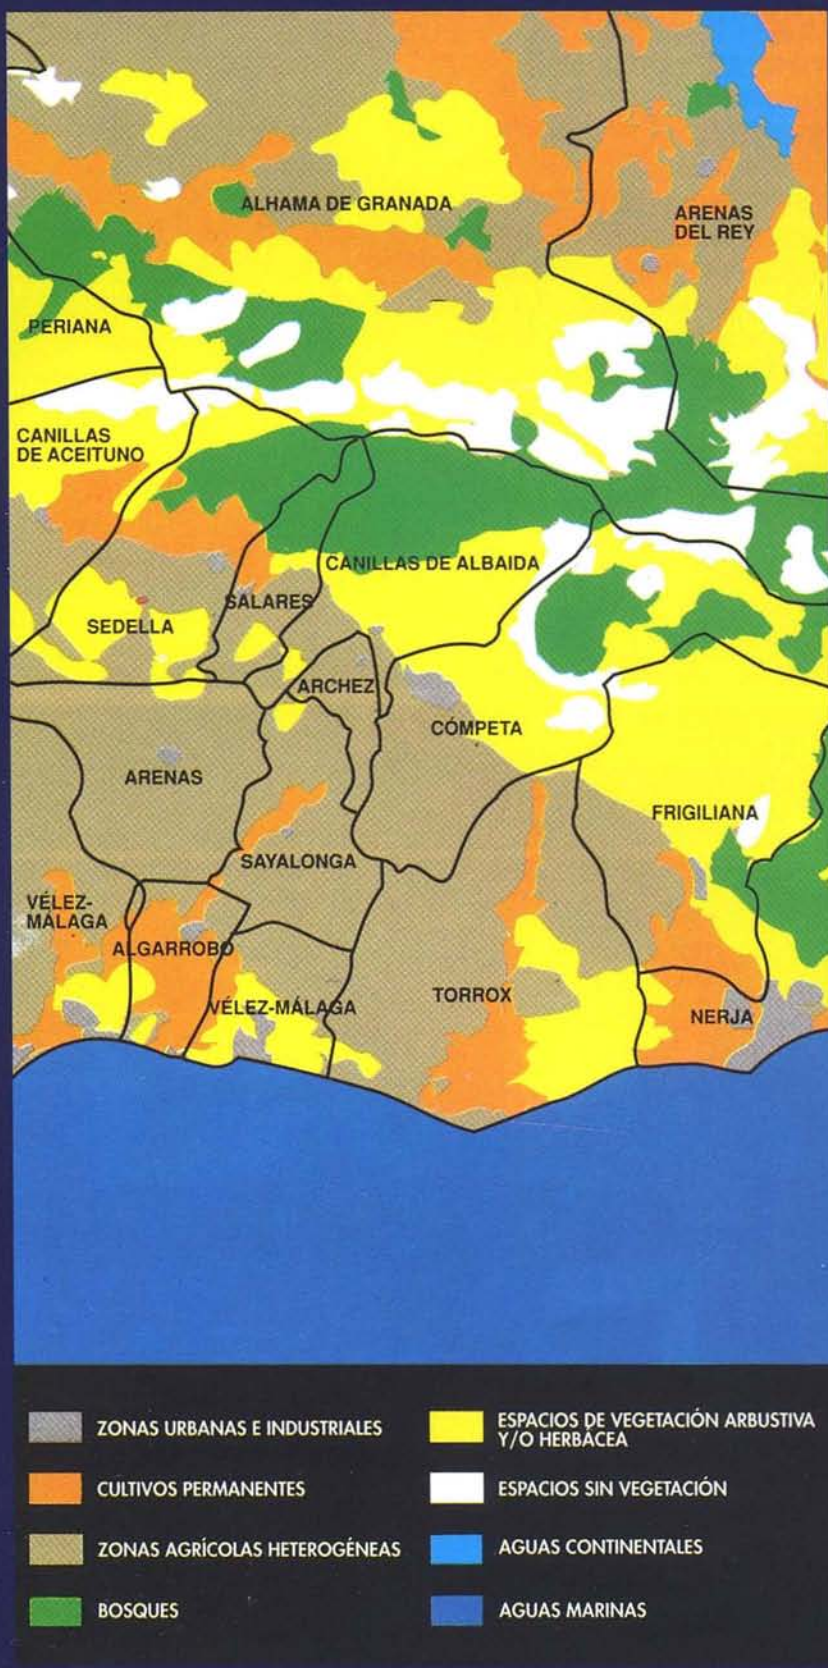 ALHAMA DE GRANADA
ARENAS
DEL REY
PERIANA
CANILLAS
DE ACEITUNO
CANILLAS DE ALBAIDA
SALARES
SEDELLA
ARCHEZ
CÓMPETA
ARENAS
FRIGILIANA
SAYALONGA
VÉLEZ-
MÁLAGA
ALGARROBO
TORROX
VÉLEZ-MÁLAGA
NERJA
ZONAS URBANAS E INDUSTRIALES
CULTIVOS PERMANENTES
ZONAS AGRÍCOLAS HETEROGÉNEAS
BOSQUES
ESPACIOS DE VEGETACIÓN ARBUSTIVA
Y/O HERBÁCEA
ESPACIOS SIN VEGETACIÓN
AGUAS CONTINENTALES
AGUAS MARINAS